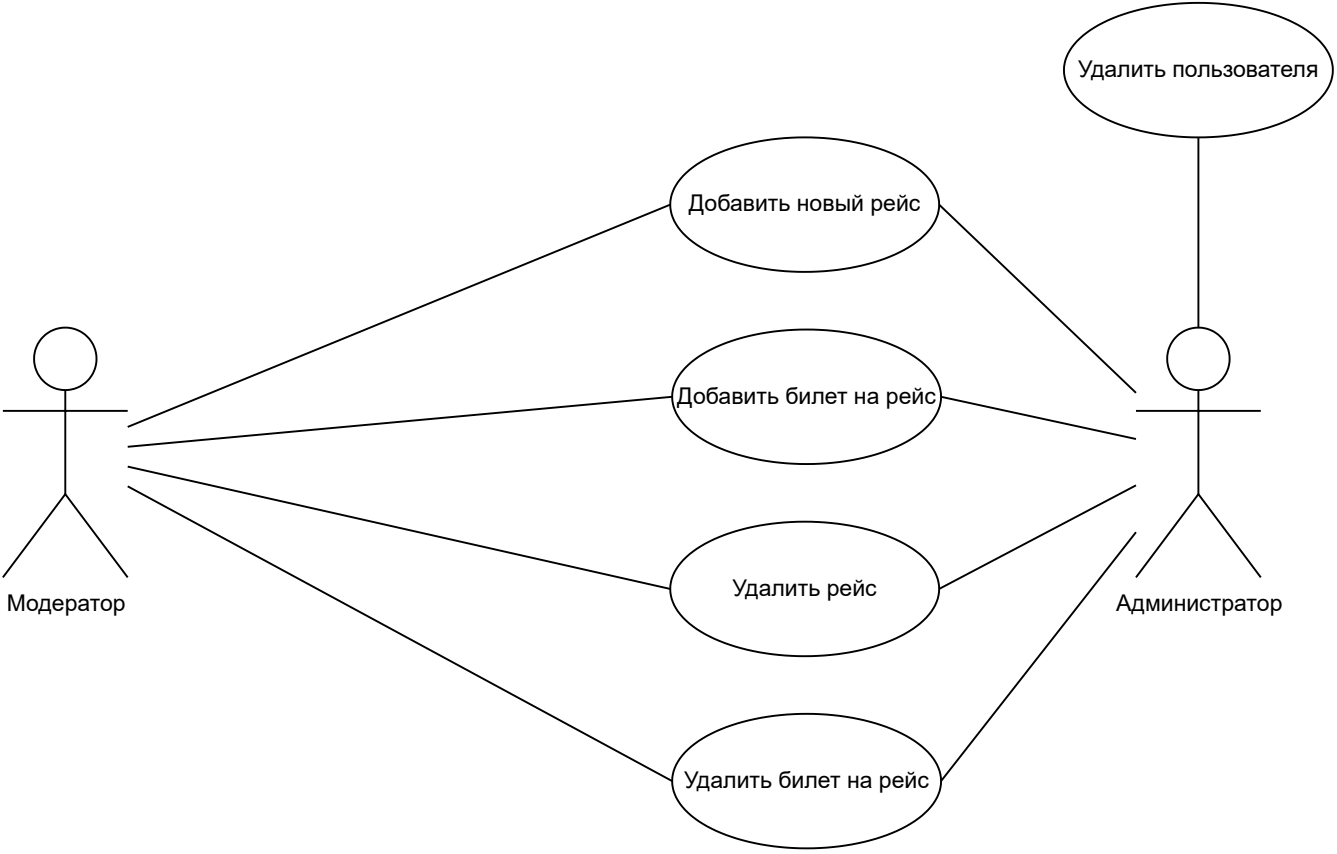 Удалить пользователя
Добавить новый рейс
Добавить билет на рейс
Удалить рейс
Модератор
Администратор
Удалить билет на рейс